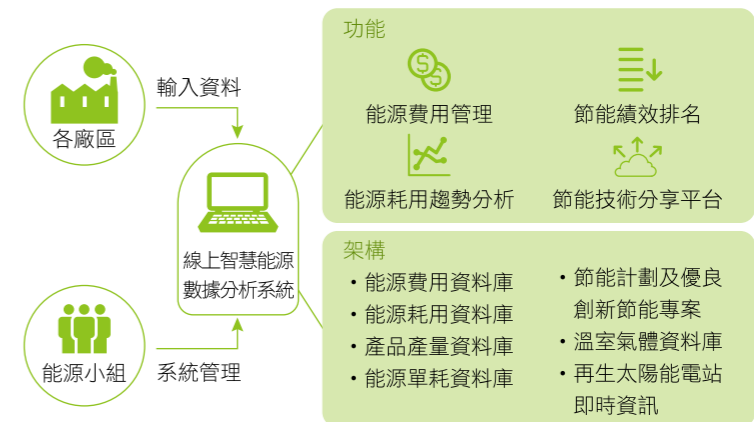 各廠區
輸入資料
線上智慧能源
數據分析系統
能源小組
系統管理
功能
能源費用管理
節能績效排名
能源耗用趨勢分析
節能技術分享平台
架構
・能源費用資料庫
・能源耗用資料庫
・產品產量資料庫
・能源單耗資料庫
・節能計劃及優良
創新節能專案
・溫室氣體資料庫
・再生太陽能電站
即時資訊